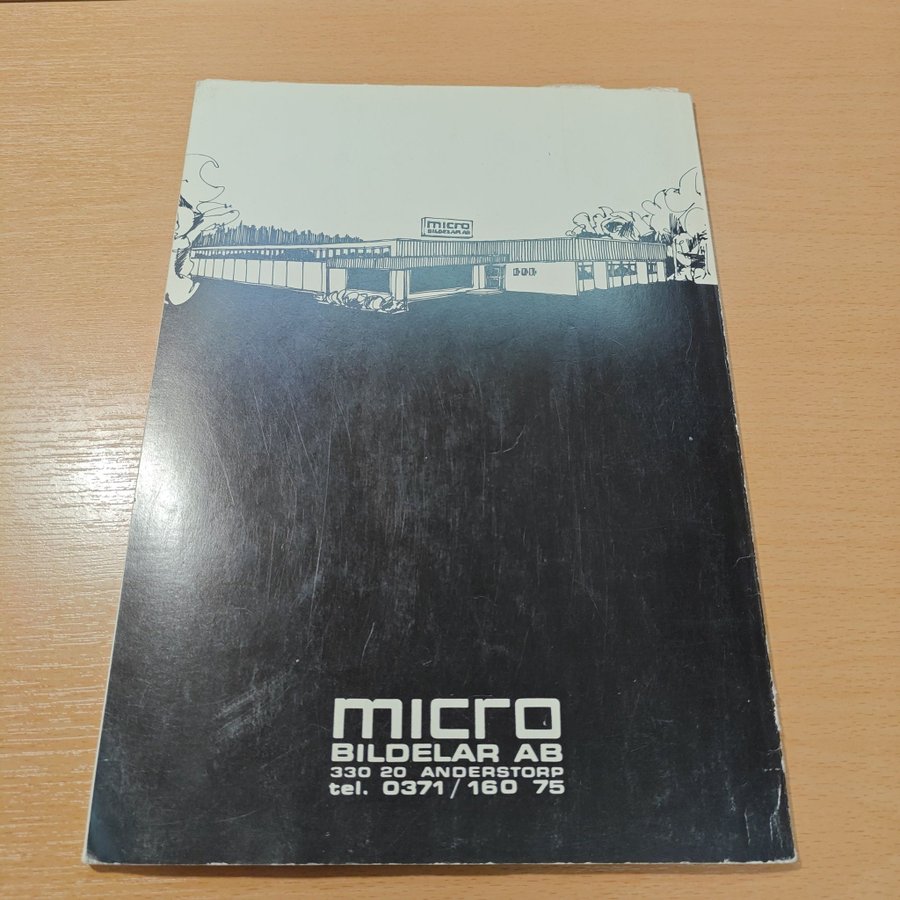 micro
BILDELAR AB
micro
BILDELAR AB
330 20 ANDERSTORP
tel. 0371/160 75